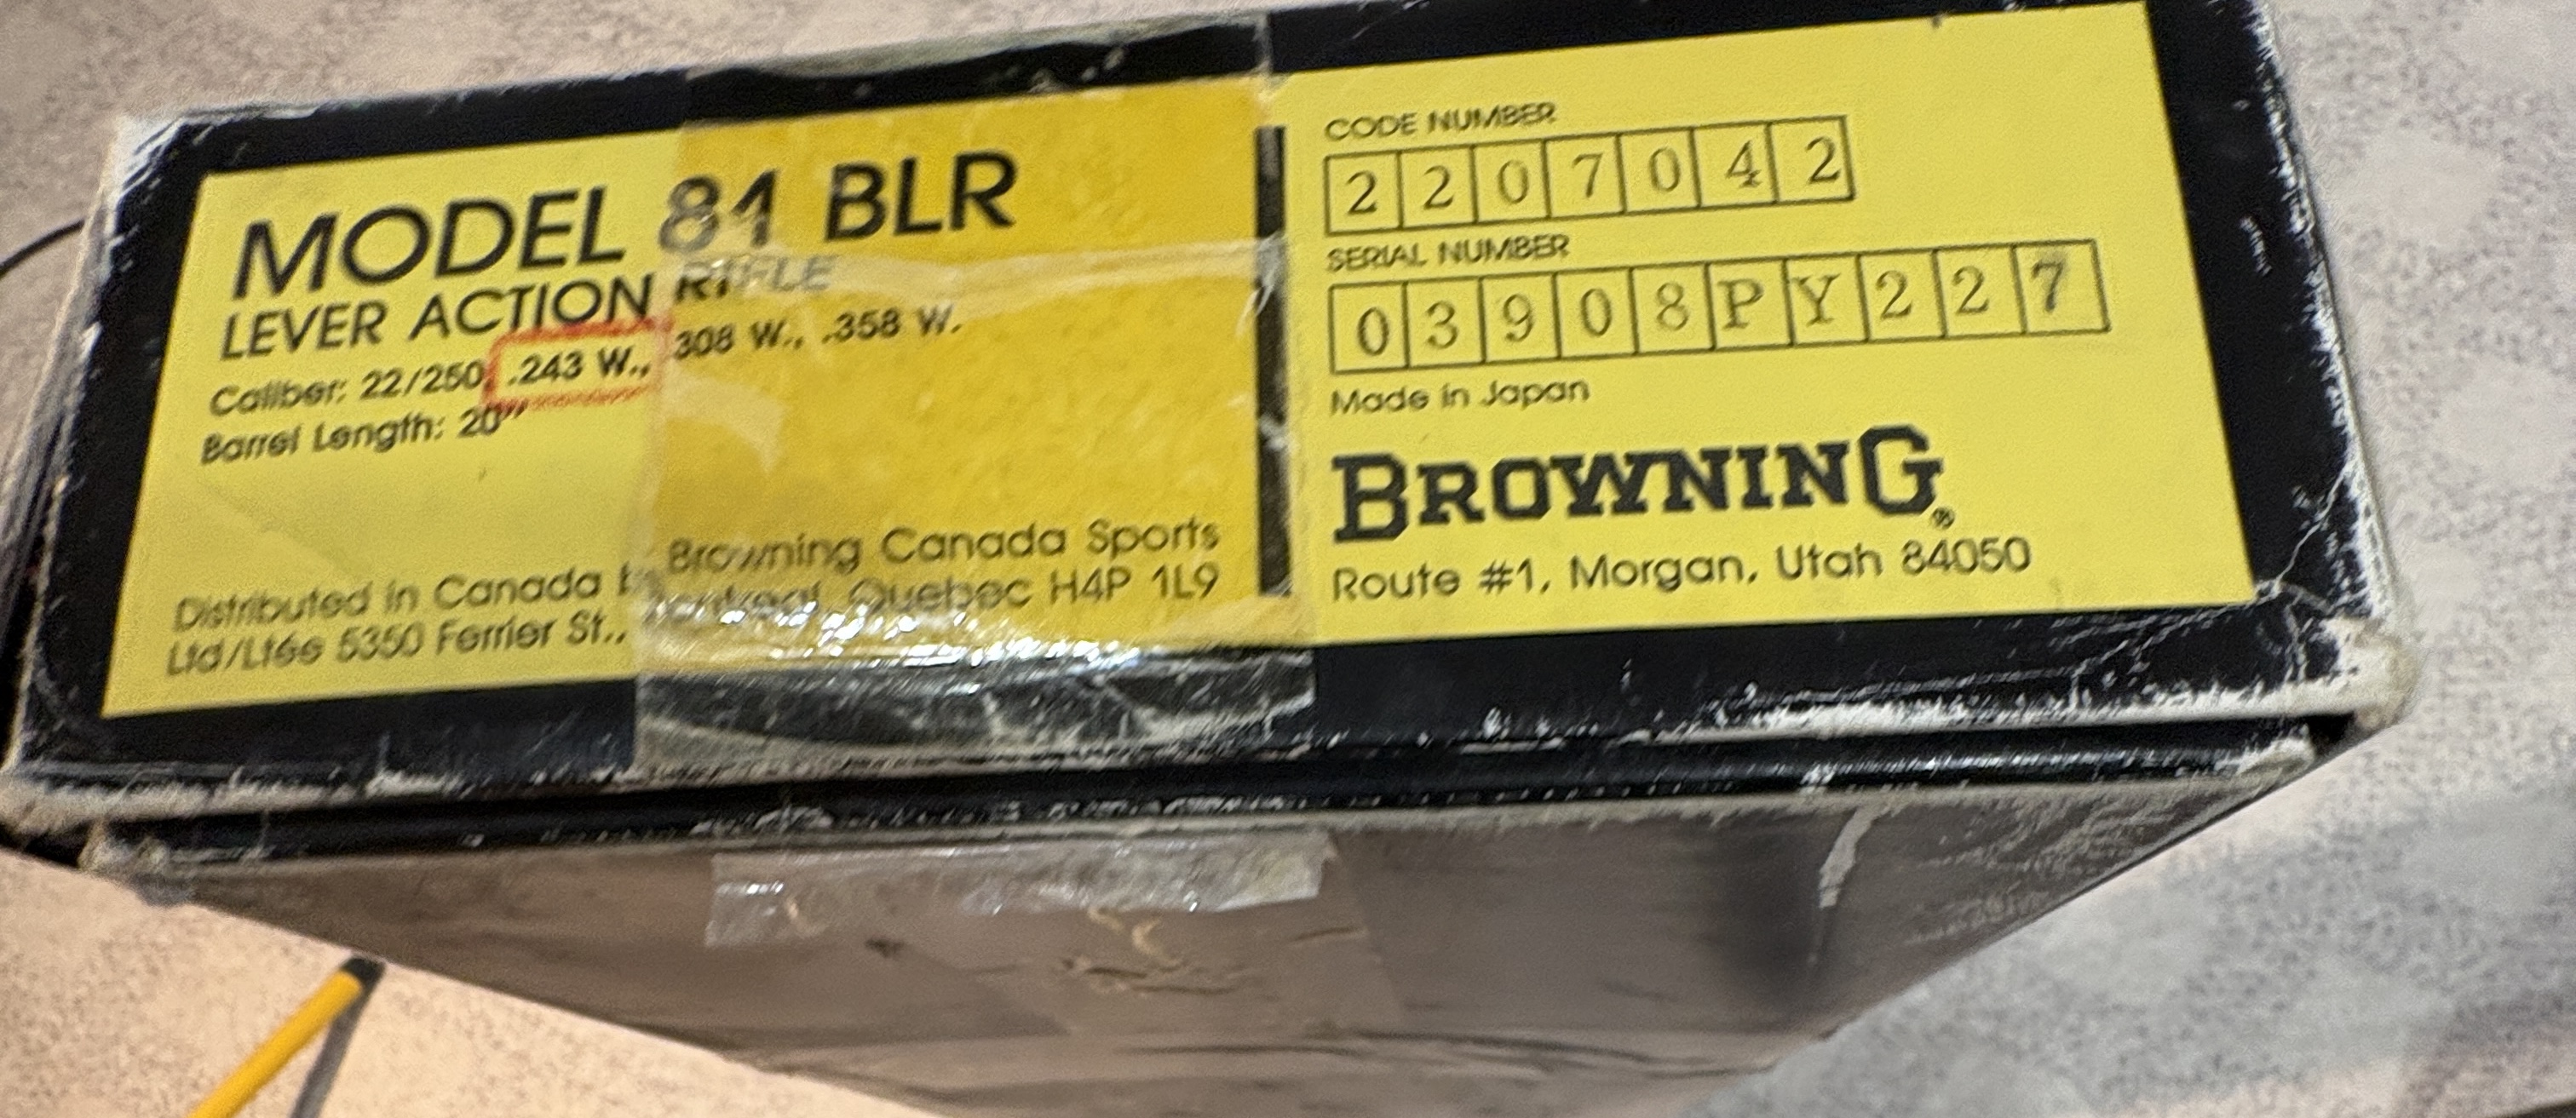 MODEL 81 BLR
LEVER ACTION RIFLE
Caliber: 22/250, .243 W., .308 W., .358 W.
Barrel Length: 20"
Distributed in Canada by Browning Canada Sports
Ltd/Ltée 5350 Ferrier St., Montreal, Quebec H4P 1L9
CODE NUMBER
2207042
SERIAL NUMBER
03908PY227
Made in Japan
BROWNING®
Route #1, Morgan, Utah 84050